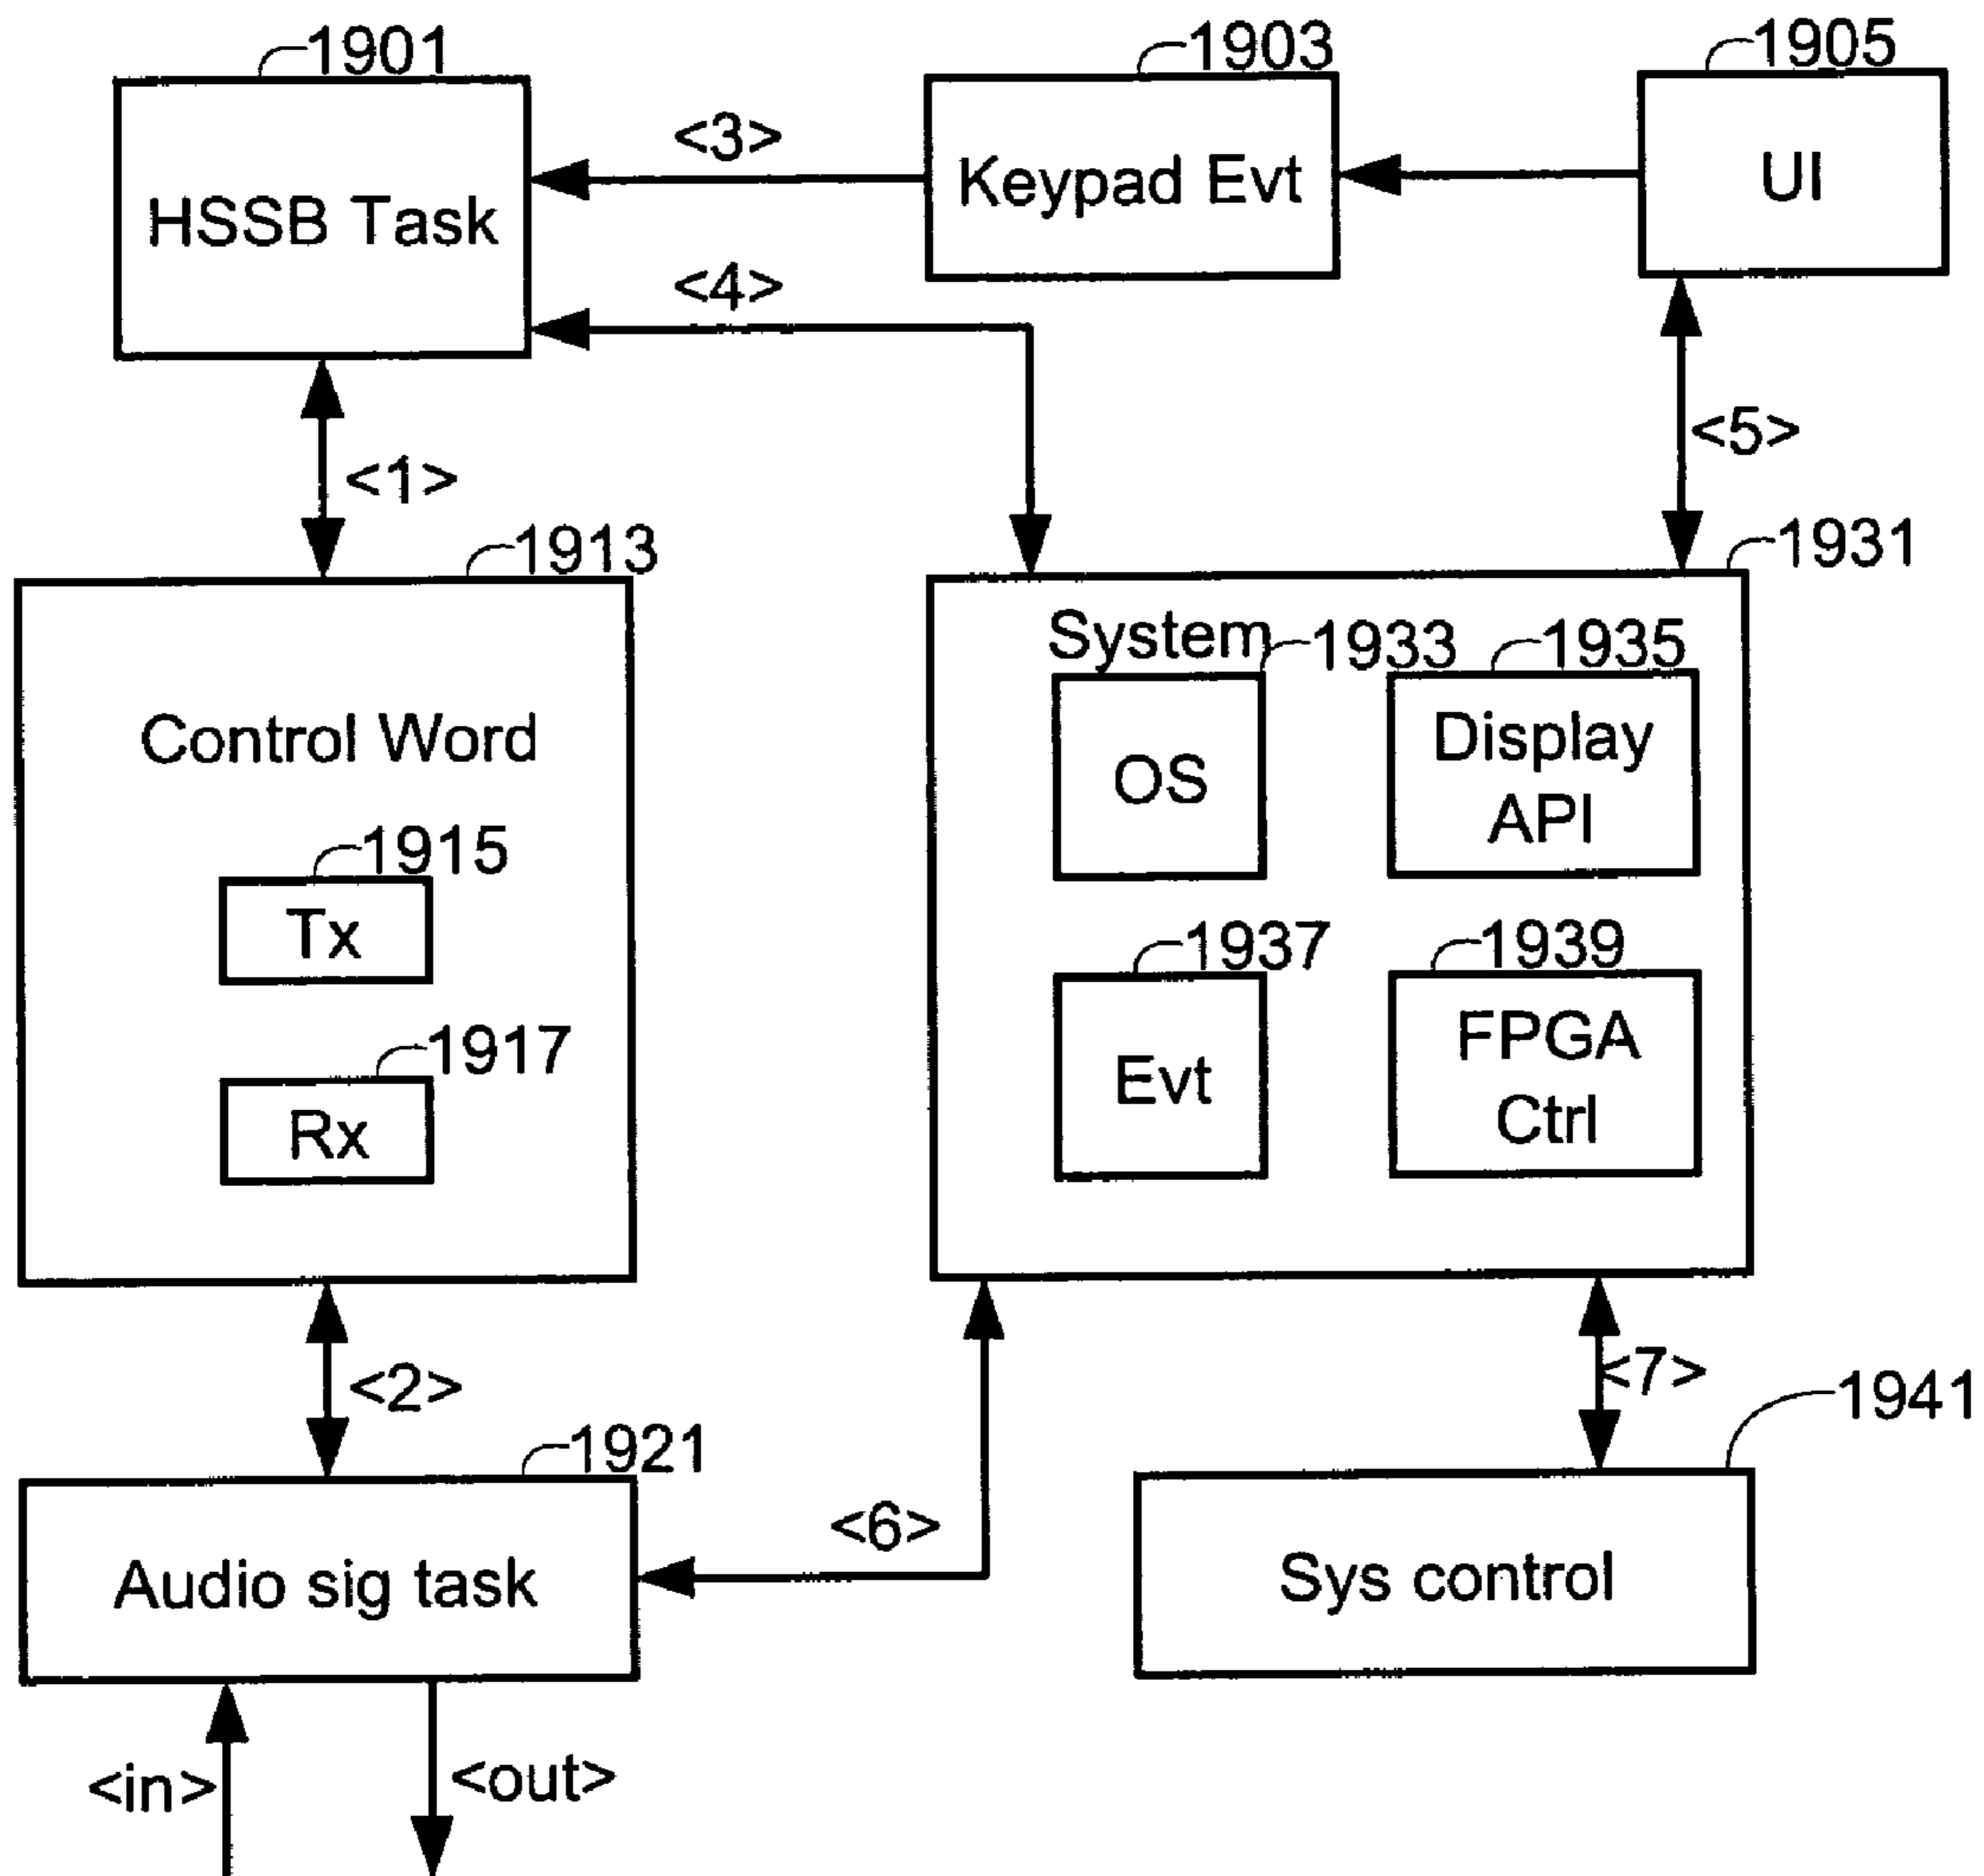 1901
1903
1905
HSSB Task
<3>
Keypad Evt
UI
<4>
<1>
<5>
1913
1931
Control Word
System
1933
1935
OS
Display
API
1915
Tx
1937
1939
Evt
FPGA
Ctrl
1917
Rx
<2>
<7>
1941
1921
<6>
Audio sig task
Sys control
<in>
<out>